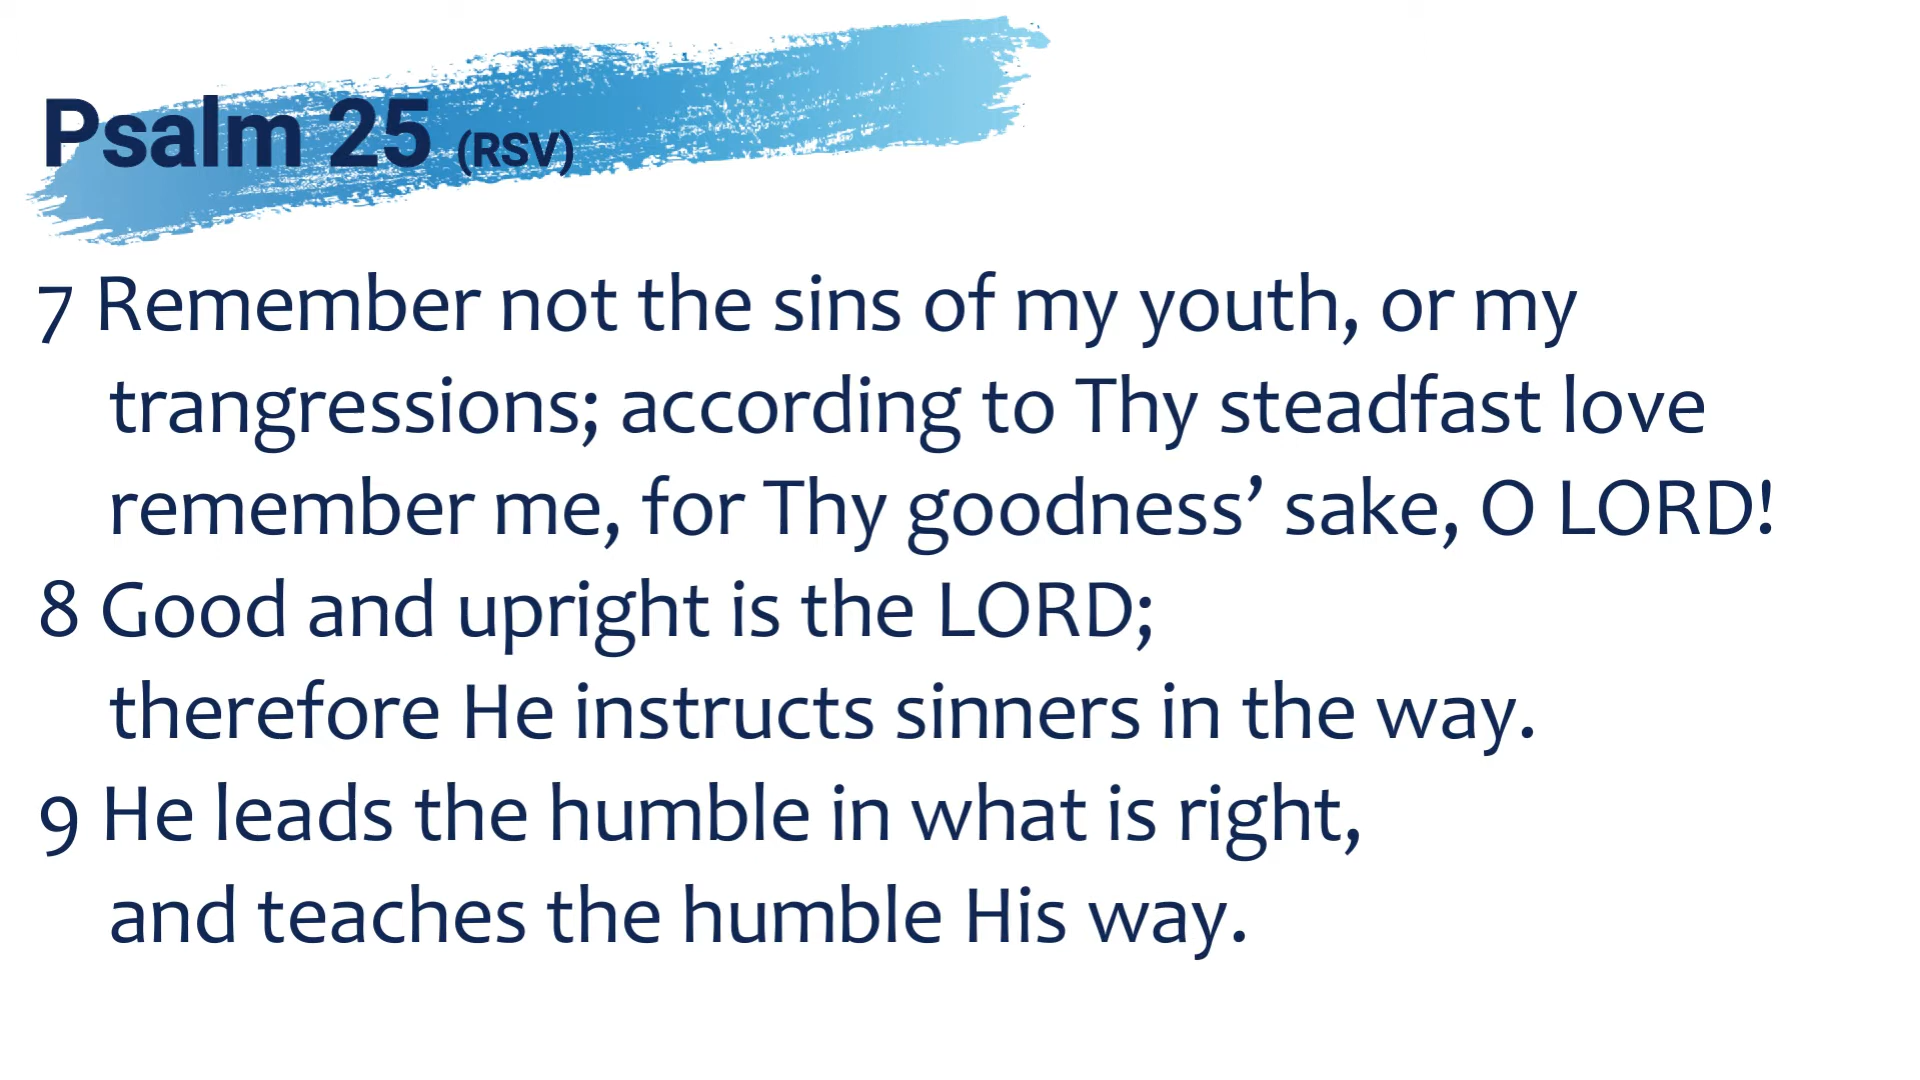 Psalm 25 (RSV)
7 Remember not the sins of my youth, or my
trangressions; according to Thy steadfast love
remember me, for Thy goodness’ sake, O LORD!
8 Good and upright is the LORD;
therefore He instructs sinners in the way.
9 He leads the humble in what is right,
and teaches the humble His way.